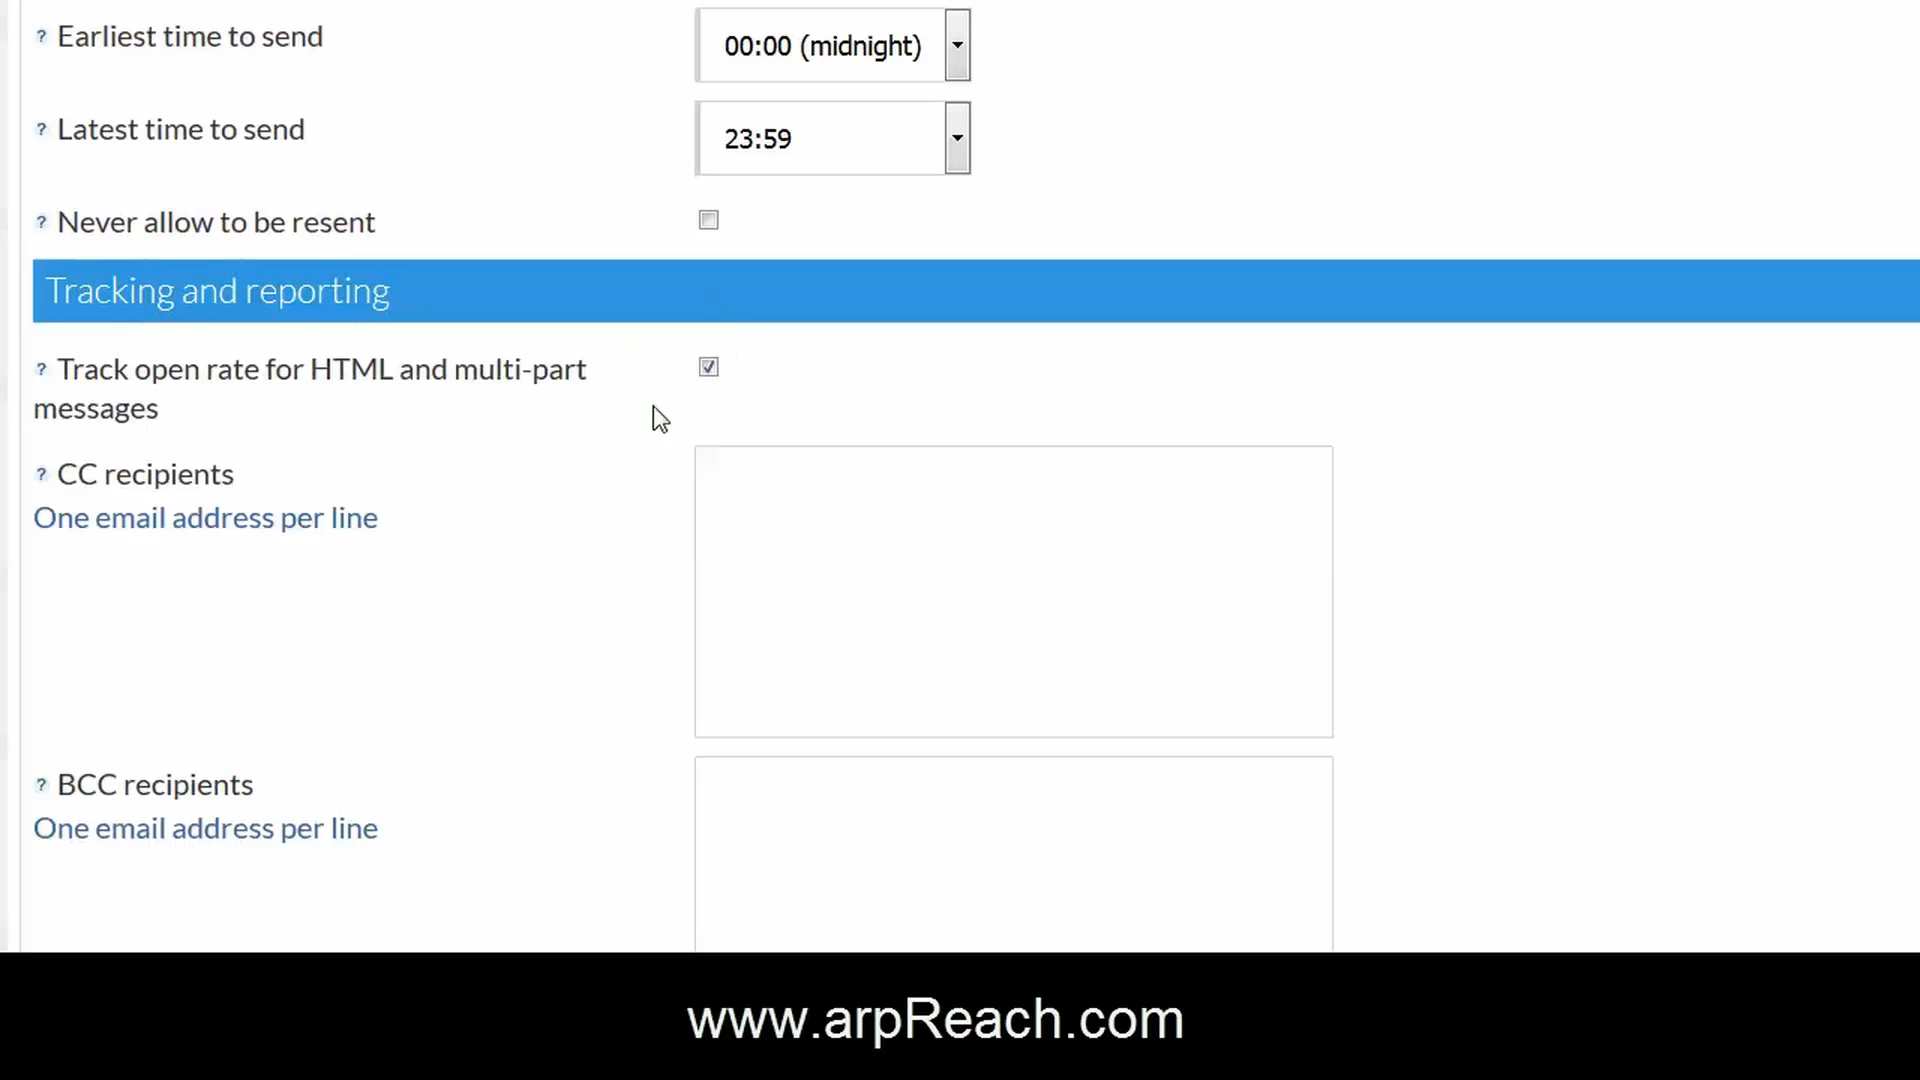 ? Earliest time to send
00:00 (midnight)
? Latest time to send
23:59
? Never allow to be resent
Tracking and reporting
? Track open rate for HTML and multi-part
messages
? CC recipients
One email address per line
? BCC recipients
One email address per line
www.arpReach.com